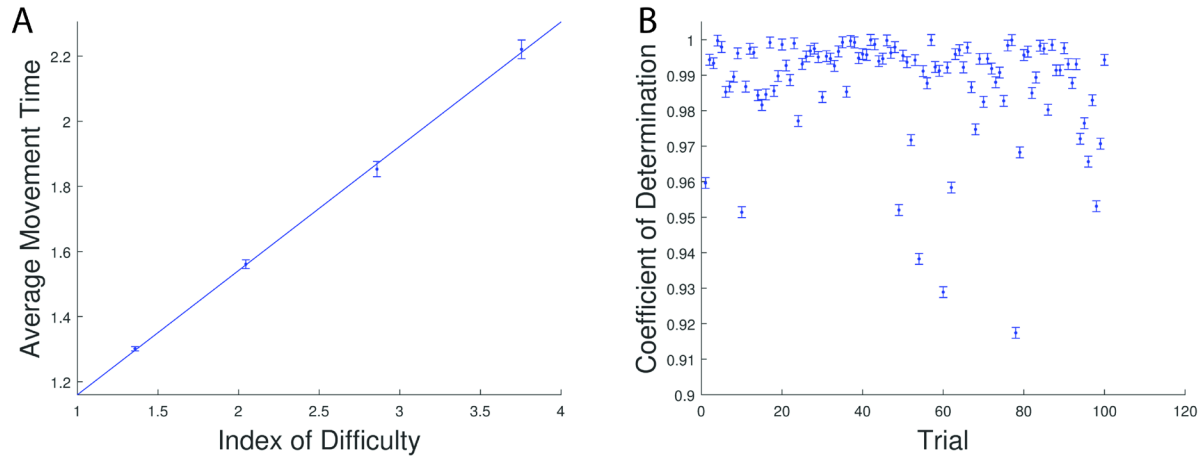 A
Average Movement Time
2.2
2
1.8
1.6
1.4
1.2
1 1.5 2 2.5 3 3.5 4
Index of Difficulty
B
Coefficient of Determination
1
0.99
0.98
0.97
0.96
0.95
0.94
0.93
0.92
0.91
0.9
0 20 40 60 80 100 120
Trial